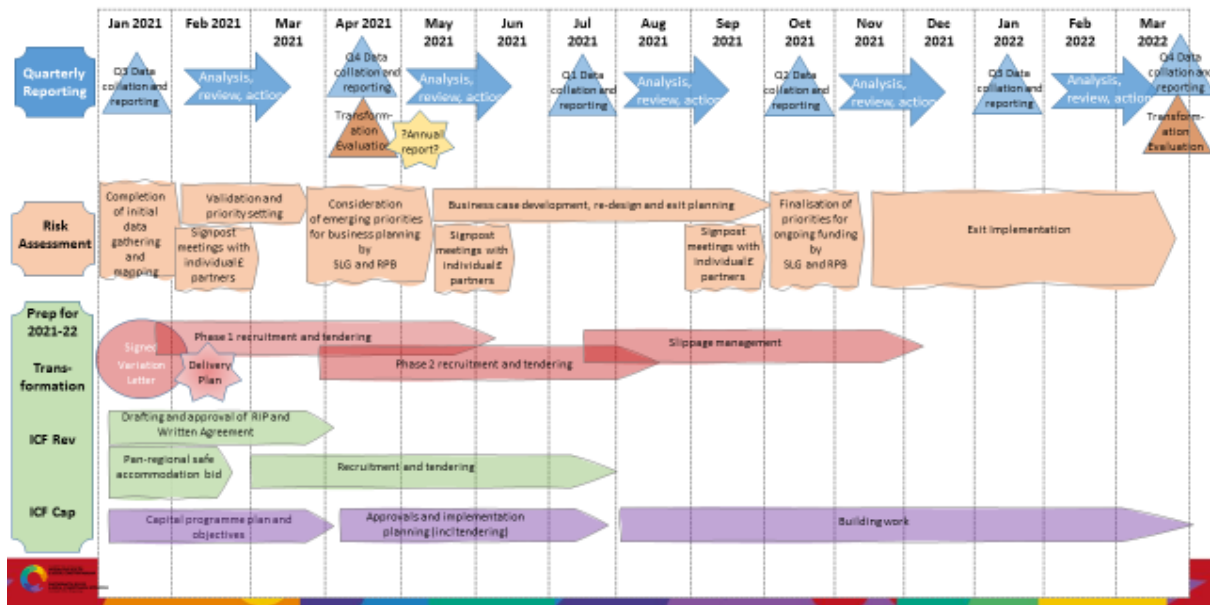 Jan 2021
Feb 2021
Mar
2021
Apr 2021
May
2021
Jun
2021
Jul
2021
Aug
2021
Sep
2021
Oct
2021
Nov
2021
Dec
2021
Jan
2022
Feb
2022
Mar
2022
Quarterly
Reporting
Q3 Data
collation and
reporting
Analysis,
review, action
Q4 Data
collation and
reporting
Analysis,
review, action
Q1 Data
collation and
reporting
Analysis,
review, action
Q2 Data
collation and
reporting
Analysis,
review, action
Q3 Data
collation and
reporting
Analysis,
review, action
Q4 Data
collation and
reporting
Transform-
ation
Evaluation
?Annual
report?
Transform-
ation
Evaluation
Risk
Assessment
Completion
of initial
data
gathering
and
mapping
Validation and
priority setting
Signpost
meetings with
individual£
partners
Consideration
of emerging priorities
for business planning
by
SLG and RPB
Business case development, re-design and exit planning
Signpost
meetings with
individual£
partners
Signpost
meetings with
individual£
partners
Finalisation of
priorities for
ongoing funding
by
SLG and RPB
Exit implementation
Prep for
2021-22
Trans-
formation
Signed
Variation
Letter
Phase 1 recruitment and tendering
Delivery
Plan
Phase 2 recruitment and tendering
Slippage management
ICF Rev
Drafting and approval of RIP and
Written Agreement
Pan-regional safe
accommodation bid
Recruitment and tendering
ICF Cap
Capital programme plan and
objectives
Approvals and implementation
planning (incl tendering)
Building work